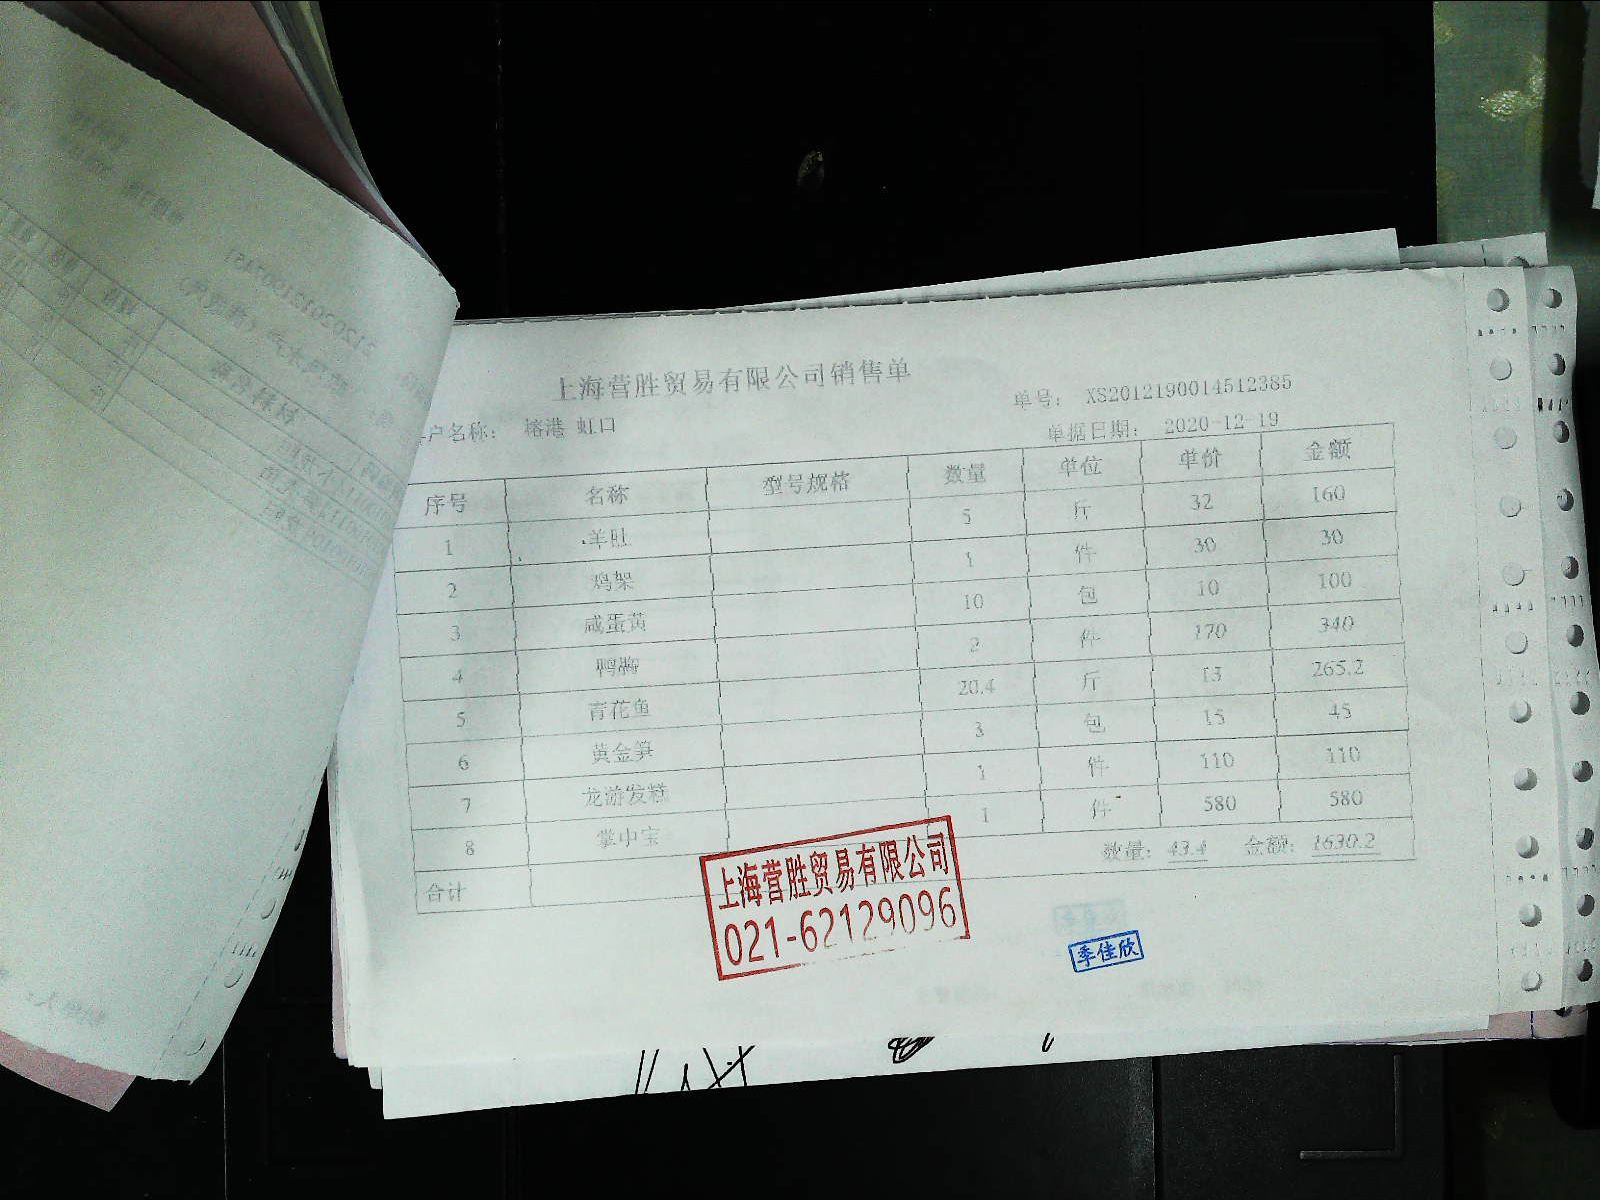 上海营胜贸易有限公司销售单
单号： XS2012190014512385
户名称： 榕港 虹口
单据日期： 2020-12-19
序号 名称 型号规格 数量 单位 单价 金额
1 羊肚 5 斤 32 160
2 鸡架 1 件 30 30
3 咸蛋黄 10 包 10 100
4 鸭胸 2 件 170 340
5 青花鱼 20.4 斤 13 265.2
6 黄金笋 3 包 15 45
7 龙游发糕 1 件 110 110
8 掌中宝 1 件 580 580
合计 数量：43.4 金额：1630.2
上海营胜贸易有限公司
021-62129096
季佳欣